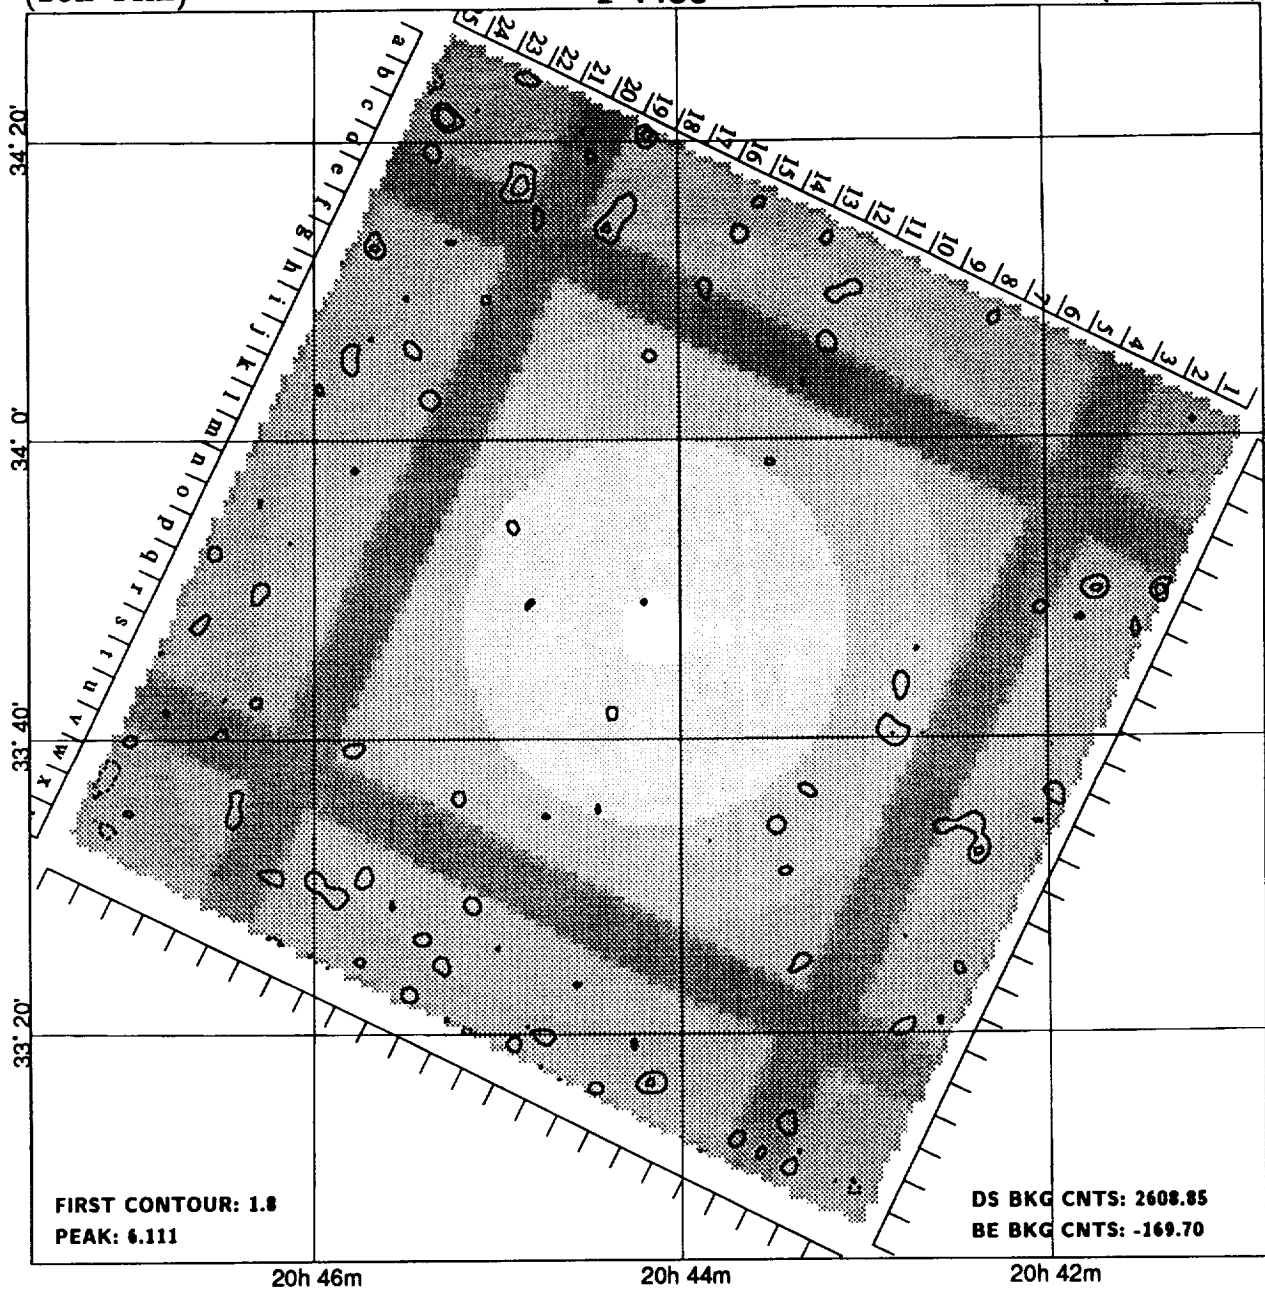 25 24 23 22 21 20 19 18 17 16 15 14 13 12 11 10 9 8 7 6 5 4 3 2 1
a b c d e f g h i j k l m n o p q r s t u v w x
34° 20'
34° 0'
33° 40'
33° 20'
FIRST CONTOUR: 1.8
PEAK: 6.111
DS BKG CNTS: 2608.85
BE BKG CNTS: -169.70
20h 46m
20h 44m
20h 42m